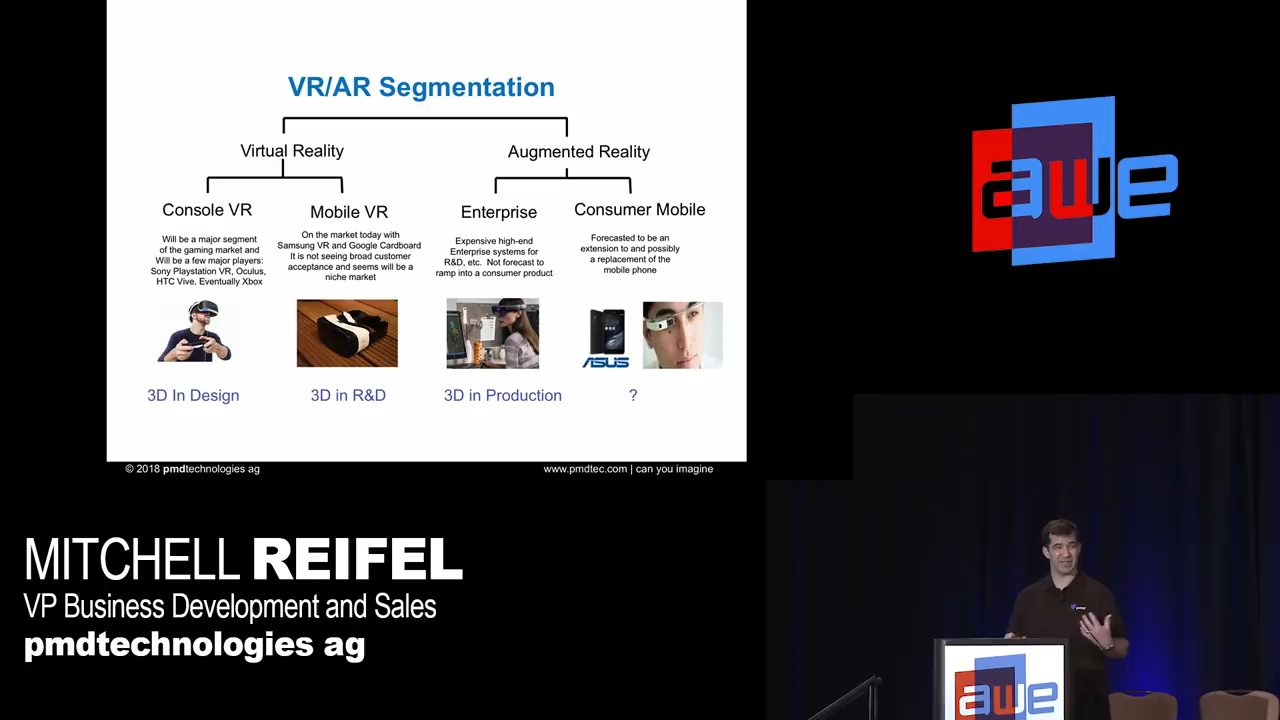 VR/AR Segmentation
Virtual Reality
Augmented Reality
Console VR
Mobile VR
Enterprise
Consumer Mobile
Will be a major segment
of the gaming market and
Will be a few major players:
Sony Playstation VR, Oculus,
HTC Vive, Eventually Xbox
On the market today with
Samsung VR and Google Cardboard
It is not seeing broad customer
acceptance and seems will be a
niche market
Expensive high-end
Enterprise systems for
R&D, etc. Not forecast to
ramp into a consumer product
Forecasted to be an
extension to and possibly
a replacement of the
mobile phone
ASUS
3D In Design
3D in R&D
3D in Production
?
© 2018 pmdtechnologies ag
www.pmdtec.com | can you imagine
awe
MITCHELL REIFEL
VP Business Development and Sales
pmdtechnologies ag
pmd
awe